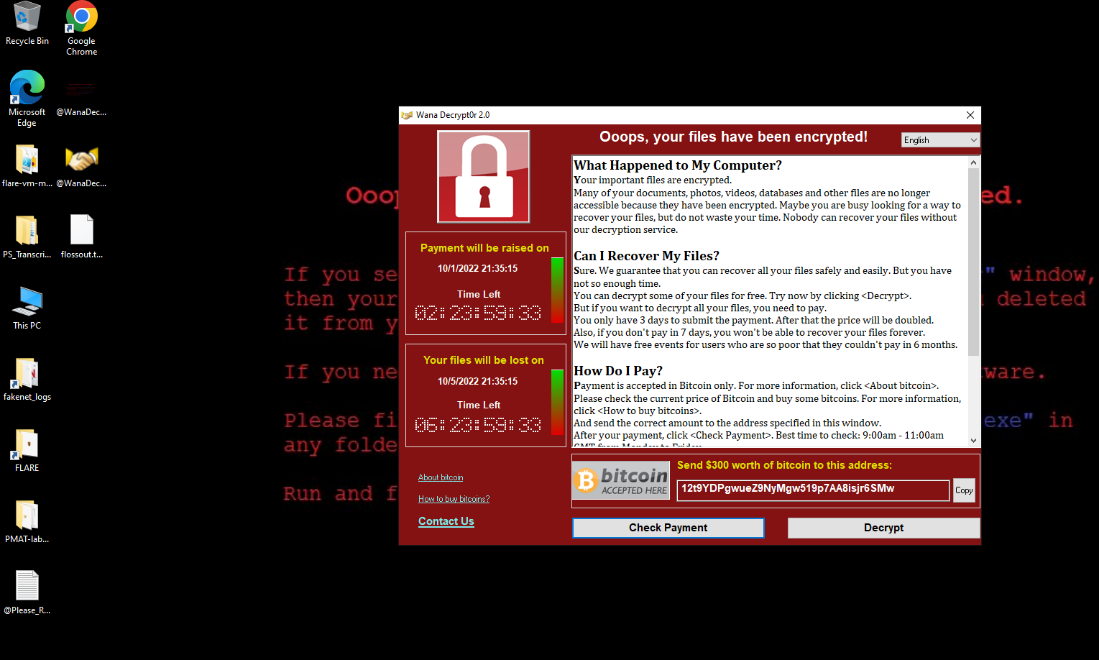 Recycle Bin
Google
Chrome
Microsoft
Edge
@WanaDec...
flare-vm-m...
@WanaDec...
PS_Transcri...
flossout.t...
This PC
fakenet_logs
FLARE
PMAT-lab...
@Please_R...
Ooo
ed.
If you se
" window,
then your
deleted
it from y
If you ne
ware.
Please fi
exe" in
any folde
Run and f
Wana Decrypt0r 2.0
Ooops, your files have been encrypted!
English
Payment will be raised on
10/1/2022 21:35:15
Time Left
02:23:59:33
Your files will be lost on
10/5/2022 21:35:15
Time Left
06:23:59:33
About bitcoin
How to buy bitcoins?
Contact Us
What Happened to My Computer?
Your important files are encrypted.
Many of your documents, photos, videos, databases and other files are no longer
accessible because they have been encrypted. Maybe you are busy looking for a way to
recover your files, but do not waste your time. Nobody can recover your files without
our decryption service.
Can I Recover My Files?
Sure. We guarantee that you can recover all your files safely and easily. But you have
not so enough time.
You can decrypt some of your files for free. Try now by clicking <Decrypt>.
But if you want to decrypt all your files, you need to pay.
You only have 3 days to submit the payment. After that the price will be doubled.
Also, if you don't pay in 7 days, you won't be able to recover your files forever.
We will have free events for users who are so poor that they couldn't pay in 6 months.
How Do I Pay?
Payment is accepted in Bitcoin only. For more information, click <About bitcoin>.
Please check the current price of Bitcoin and buy some bitcoins. For more information,
click <How to buy bitcoins>.
And send the correct amount to the address specified in this window.
After your payment, click <Check Payment>. Best time to check: 9:00am - 11:00am
GMT from Monday to Friday.
bitcoin
ACCEPTED HERE
Send $300 worth of bitcoin to this address:
12t9YDPgwueZ9NyMgw519p7AA8isjr6SMw
Copy
Check Payment
Decrypt